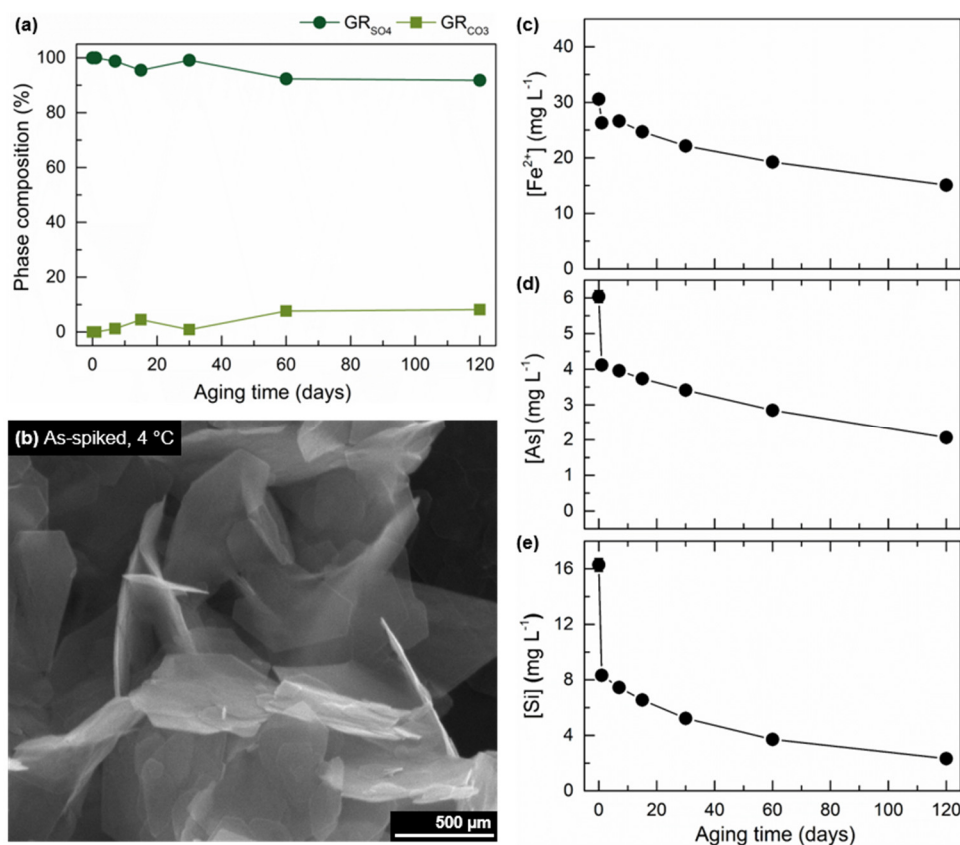 (a)
GR_SO4 GR_CO3
Phase composition (%)
100
80
60
40
20
0
0 20 40 60 80 100 120
Aging time (days)
(b) As-spiked, 4 °C
500 µm
(c)
[Fe²⁺] (mg L⁻¹)
40
30
20
10
0
(d)
[As] (mg L⁻¹)
6
5
4
3
2
1
0
(e)
[Si] (mg L⁻¹)
16
12
8
4
0
0 20 40 60 80 100 120
Aging time (days)